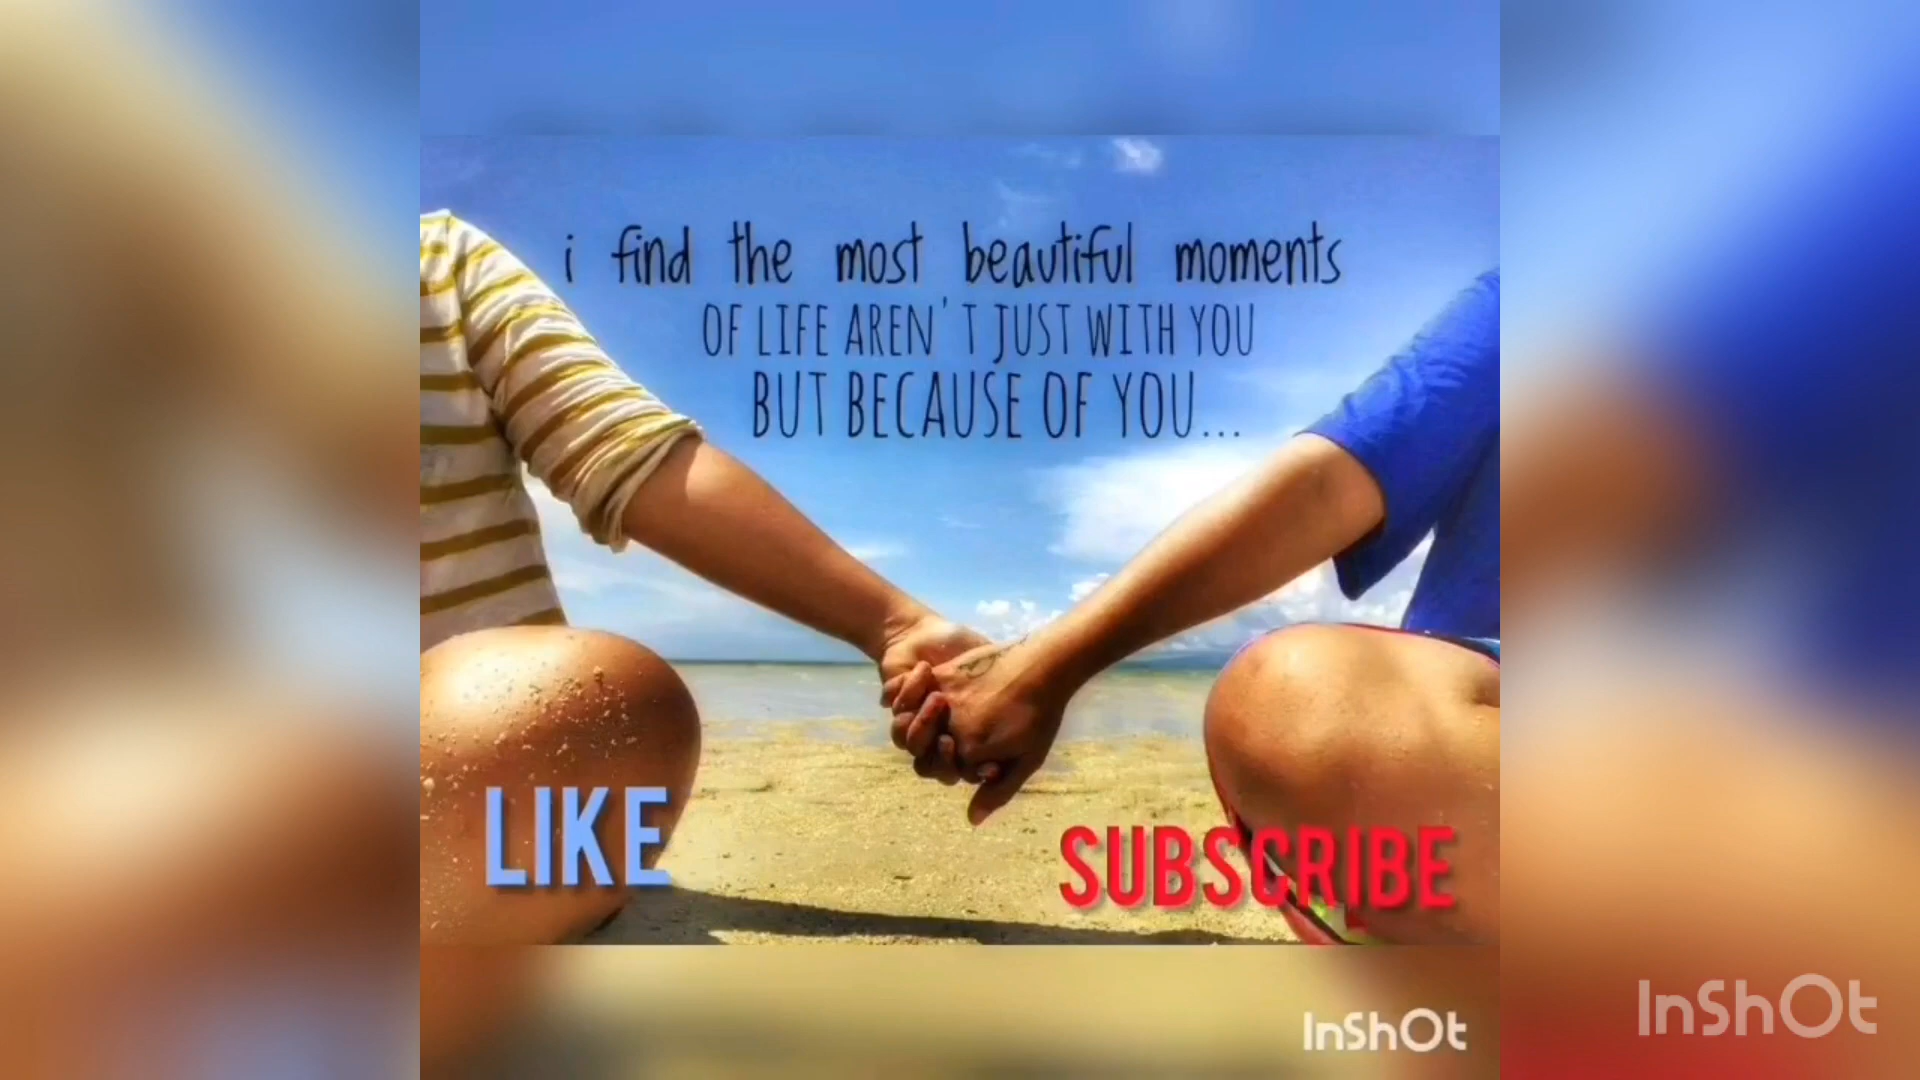 i find the most beautiful moments
OF LIFE AREN'T JUST WITH YOU
BUT BECAUSE OF YOU...
LIKE
SUBSCRIBE
InShOt
InShOt